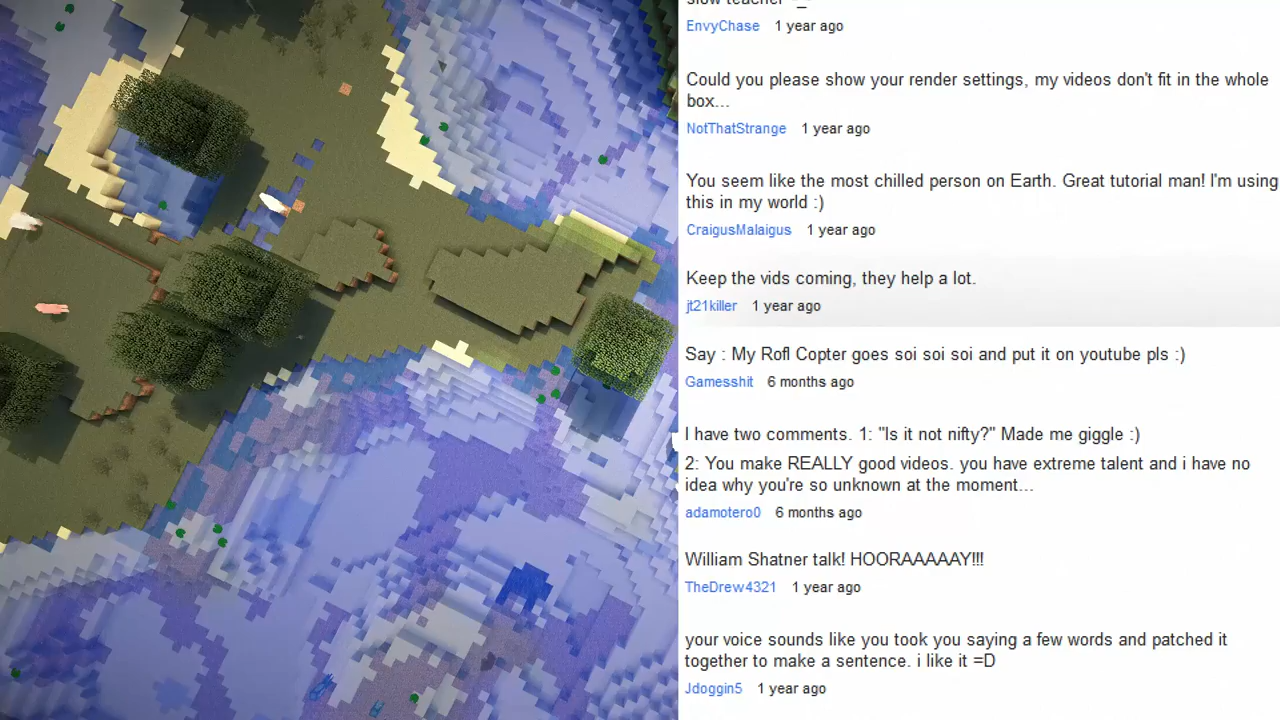 slow teacher -_-
EnvyChase 1 year ago
Could you please show your render settings, my videos don't fit in the whole
box...
NotThatStrange 1 year ago
You seem like the most chilled person on Earth. Great tutorial man! I'm using
this in my world :)
CraigusMalaigus 1 year ago
Keep the vids coming, they help a lot.
jt21killer 1 year ago
Say : My Rofl Copter goes soi soi soi and put it on youtube pls :)
Gamesshit 6 months ago
I have two comments. 1: "Is it not nifty?" Made me giggle :)
2: You make REALLY good videos. you have extreme talent and i have no
idea why you're so unknown at the moment...
adamotero0 6 months ago
William Shatner talk! HOORAAAAAY!!!
TheDrew4321 1 year ago
your voice sounds like you took you saying a few words and patched it
together to make a sentence. i like it =D
Jdoggin5 1 year ago